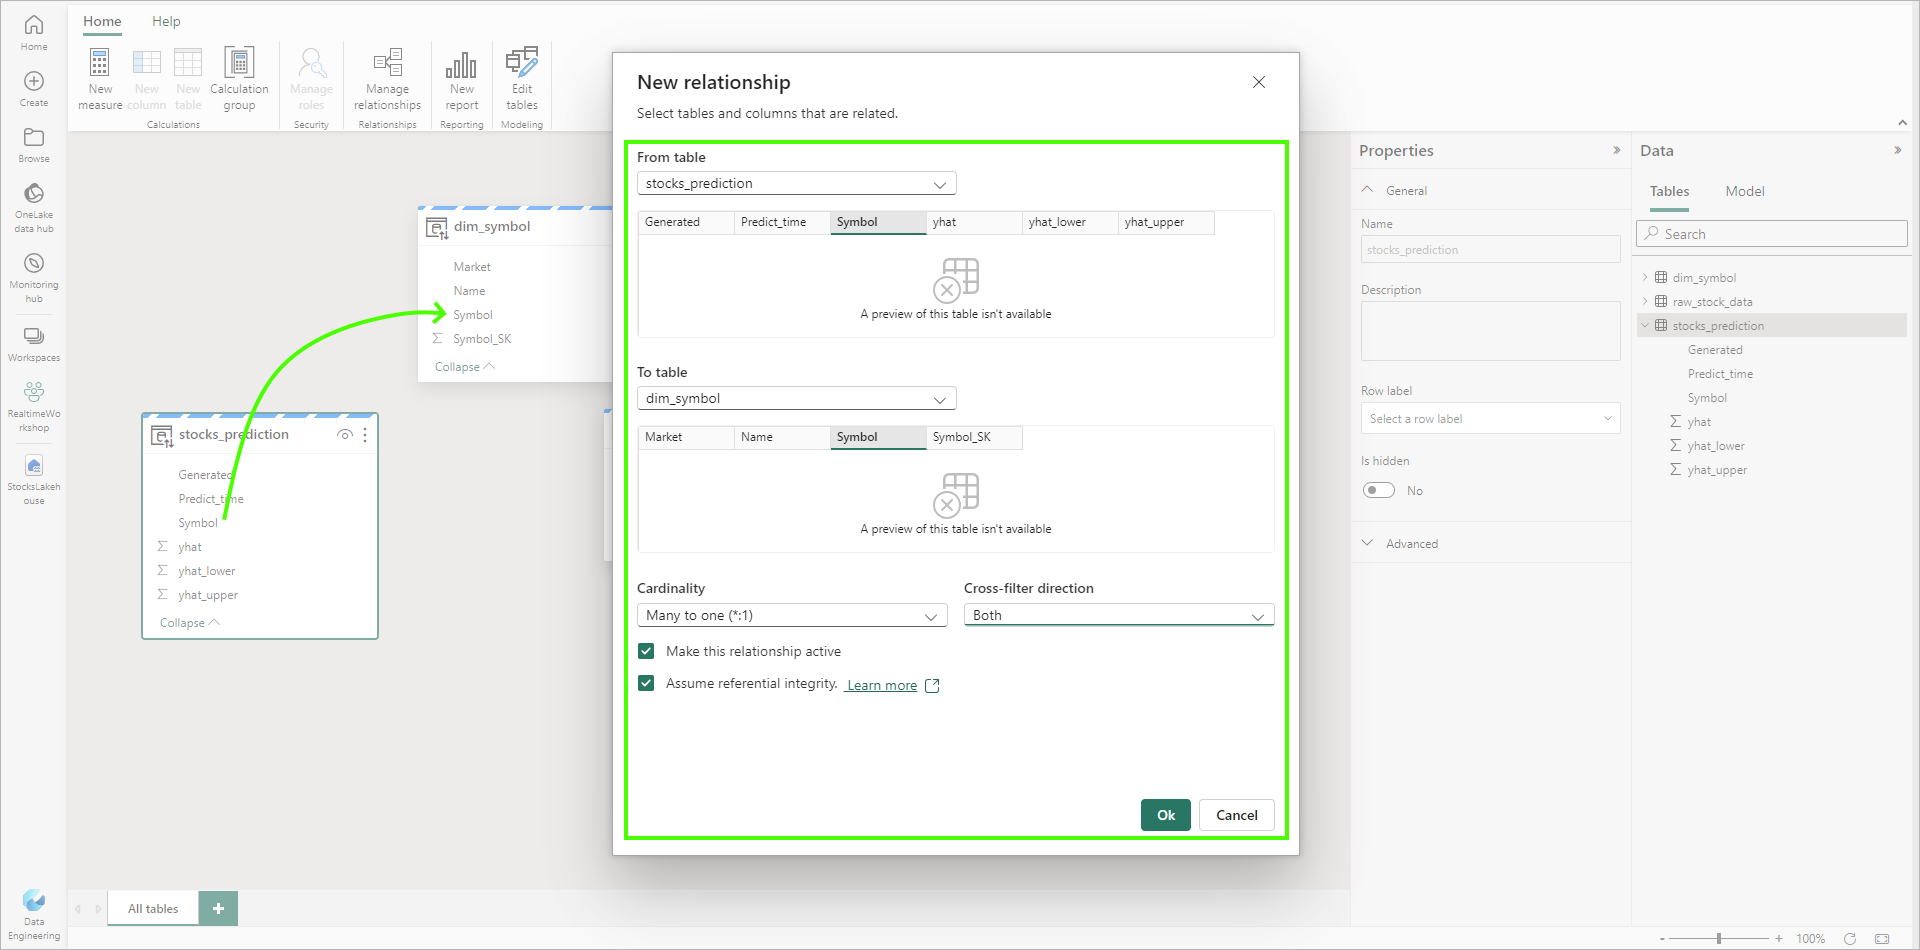 Home
Create
Browse
OneLake
data hub
Monitoring
hub
Workspaces
RealtimeWo
rkshop
StocksLakeh
ouse
Data
Engineering
Home Help
New
measure
New
column
New
table
Calculation
group
Calculations
Manage
roles
Security
Manage
relationships
Relationships
New
report
Reporting
Edit
tables
Modeling
dim_symbol
Market
Name
Symbol
Σ Symbol_SK
Collapse
stocks_prediction
Generated
Predict_time
Symbol
Σ yhat
Σ yhat_lower
Σ yhat_upper
Collapse
All tables +
New relationship
Select tables and columns that are related.
From table
stocks_prediction
Generated Predict_time Symbol yhat yhat_lower yhat_upper
A preview of this table isn't available
To table
dim_symbol
Market Name Symbol Symbol_SK
A preview of this table isn't available
Cardinality
Many to one (*:1)
Cross-filter direction
Both
Make this relationship active
Assume referential integrity. Learn more
Ok Cancel
Properties
General
Name
stocks_prediction
Description
Row label
Select a row label
Is hidden
No
Advanced
Data
Tables Model
Search
dim_symbol
raw_stock_data
stocks_prediction
Generated
Predict_time
Symbol
Σ yhat
Σ yhat_lower
Σ yhat_upper
- + 100%